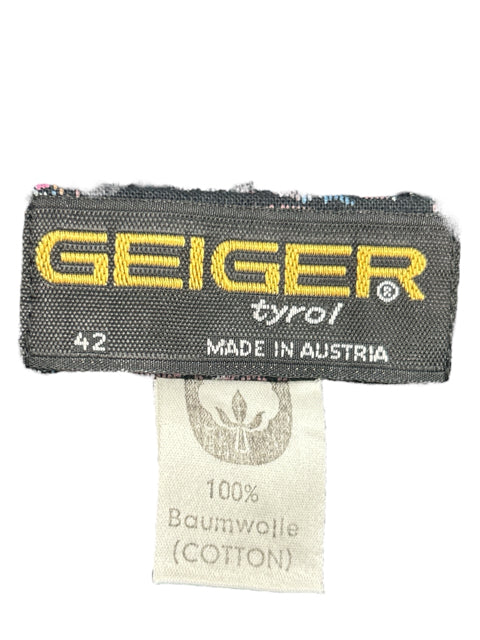 GEIGER®
tyrol
42 MADE IN AUSTRIA
100%
Baumwolle
(COTTON)